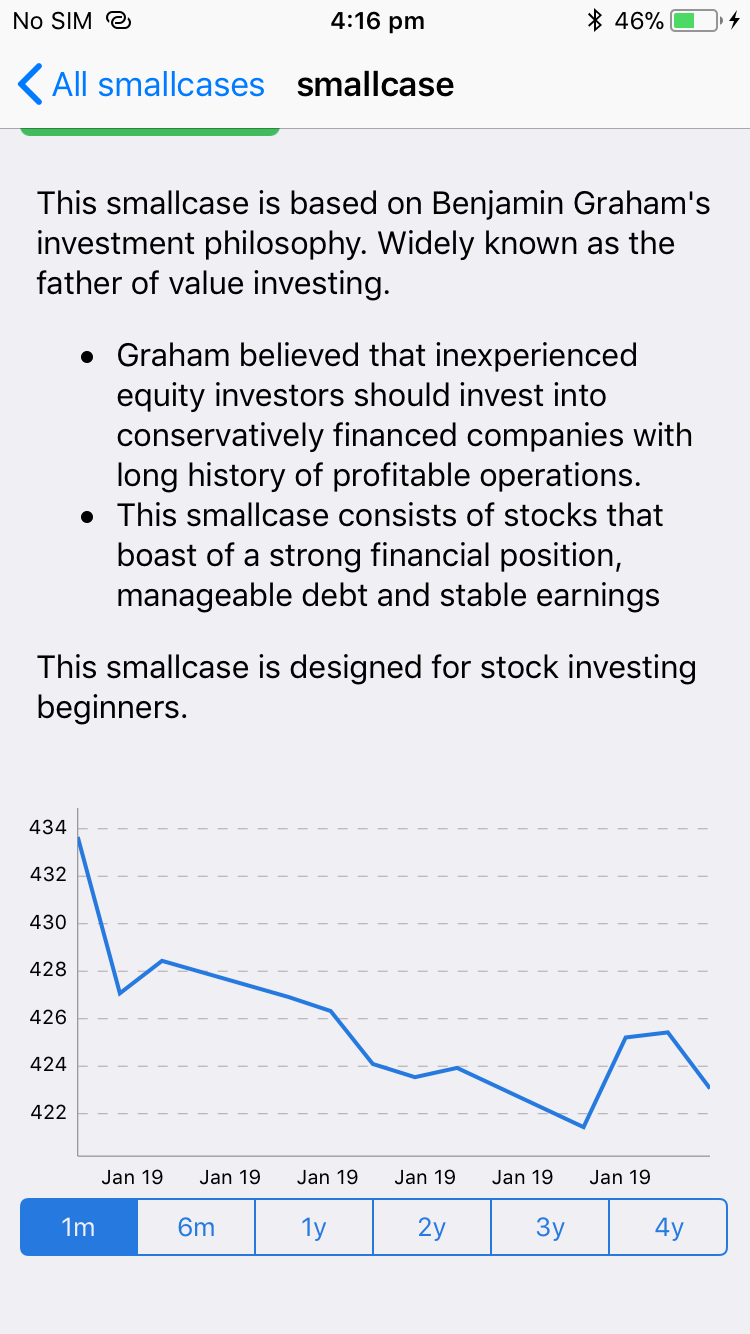 No SIM 4:16 pm 46%
All smallcases smallcase
This smallcase is based on Benjamin Graham's
investment philosophy. Widely known as the
father of value investing.
• Graham believed that inexperienced
equity investors should invest into
conservatively financed companies with
long history of profitable operations.
• This smallcase consists of stocks that
boast of a strong financial position,
manageable debt and stable earnings
This smallcase is designed for stock investing
beginners.
434
432
430
428
426
424
422
Jan 19 Jan 19 Jan 19 Jan 19 Jan 19 Jan 19
1m 6m 1y 2y 3y 4y